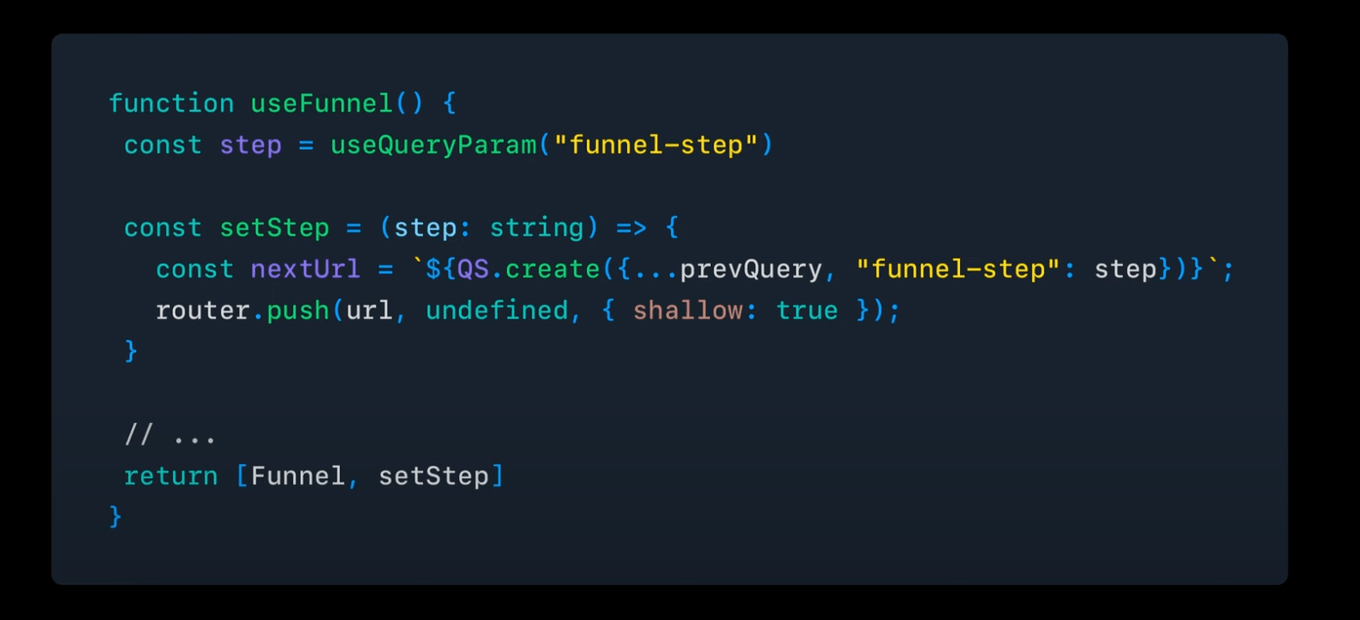 function useFunnel() {
const step = useQueryParam("funnel-step")
const setStep = (step: string) => {
const nextUrl = `${QS.create({...prevQuery, "funnel-step": step})}`;
router.push(url, undefined, { shallow: true });
}
// ...
return [Funnel, setStep]
}